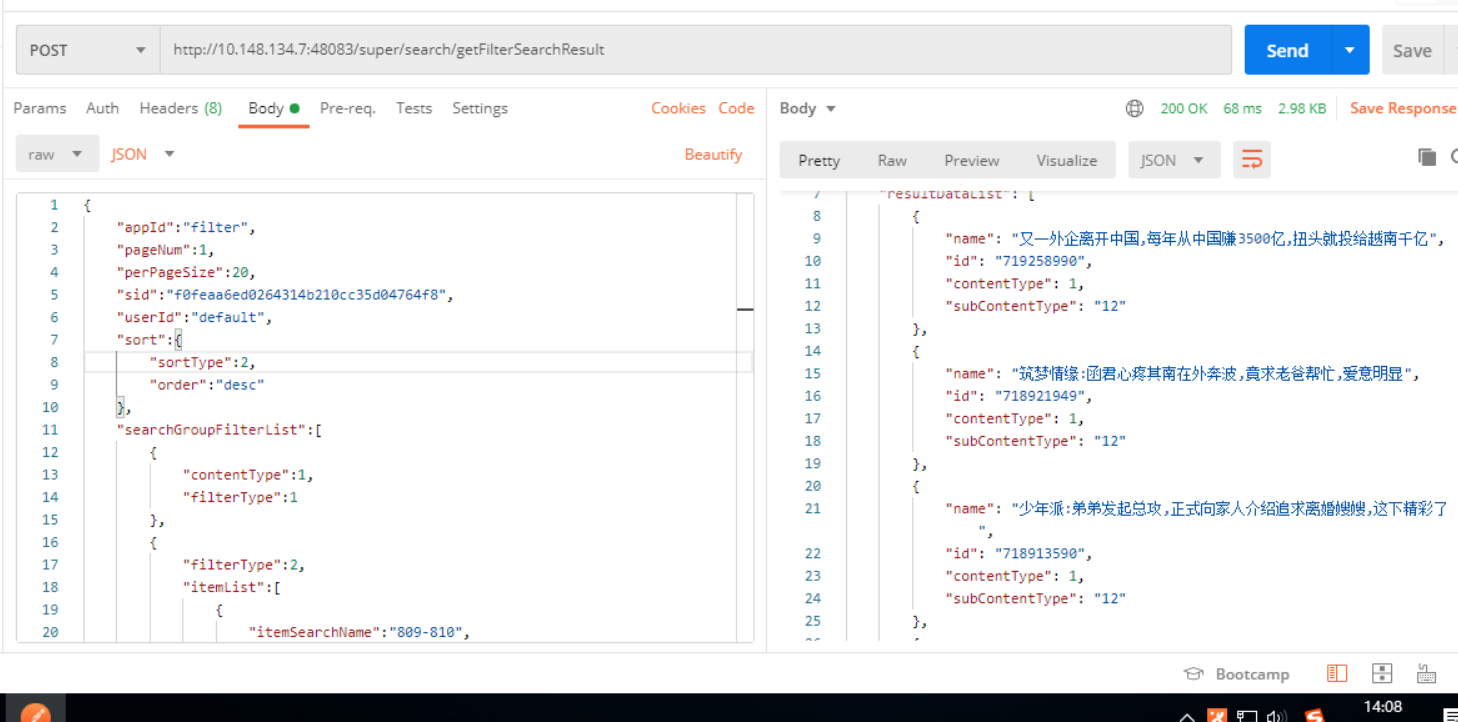 POST
http://10.148.134.7:48083/super/search/getFilterSearchResult
Send
Save
Params Auth Headers (8) Body Pre-req. Tests Settings Cookies Code
raw JSON Beautify
1 {
2 "appId":"filter",
3 "pageNum":1,
4 "perPageSize":20,
5 "sid":"f0feaa6ed0264314b210cc35d04764f8",
6 "userId":"default",
7 "sort":{
8 "sortType":2,
9 "order":"desc"
10 },
11 "searchGroupFilterList":[
12 {
13 "contentType":1,
14 "filterType":1
15 },
16 {
17 "filterType":2,
18 "itemList":[
19 {
20 "itemSearchName":"809-810",
Body 200 OK 68 ms 2.98 KB Save Response
Pretty Raw Preview Visualize JSON
7 "resultDataList": [
8 {
9 "name": "又一外企离开中国,每年从中国赚3500亿,扭头就投给越南千亿",
10 "id": "719258990",
11 "contentType": 1,
12 "subContentType": "12"
13 },
14 {
15 "name": "筑梦情缘:函君心疼其南在外奔波,竟求老爸帮忙,爱意明显",
16 "id": "718921949",
17 "contentType": 1,
18 "subContentType": "12"
19 },
20 {
21 "name": "少年派:弟弟发起总攻,正式向家人介绍追求离婚嫂嫂,这下精彩了
",
22 "id": "718913590",
23 "contentType": 1,
24 "subContentType": "12"
25 },
Bootcamp
14:08